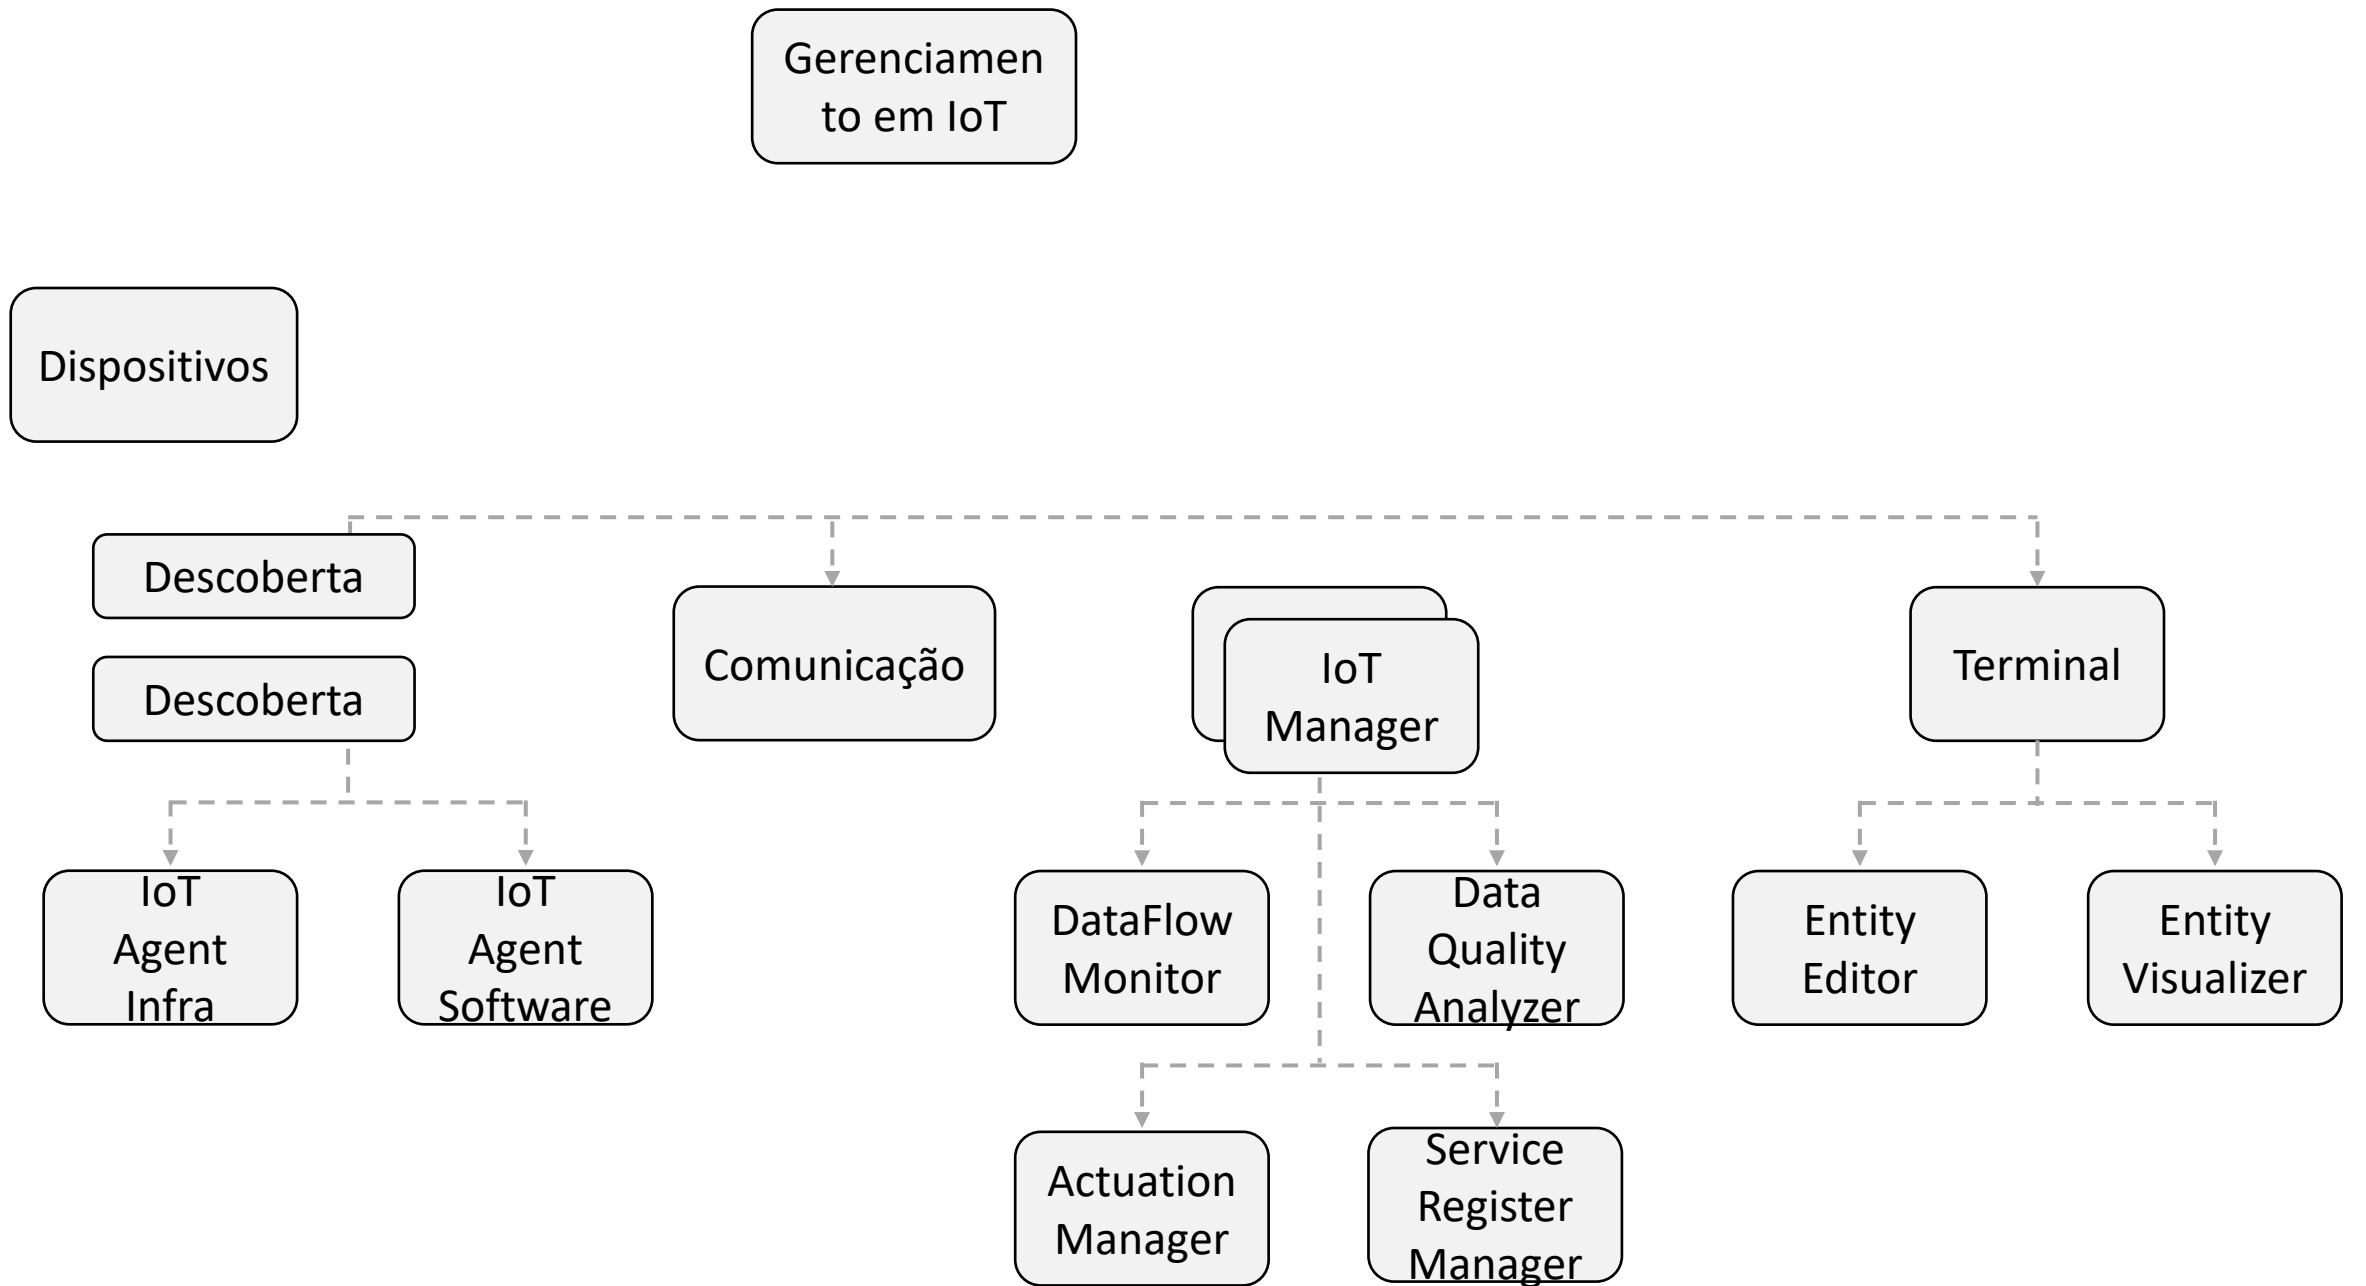 Gerenciamen
to em IoT
Dispositivos
Descoberta
Descoberta
Comunicação
IoT
Manager
Terminal
IoT
Agent
Infra
IoT
Agent
Software
DataFlow
Monitor
Data
Quality
Analyzer
Entity
Editor
Entity
Visualizer
Actuation
Manager
Service
Register
Manager